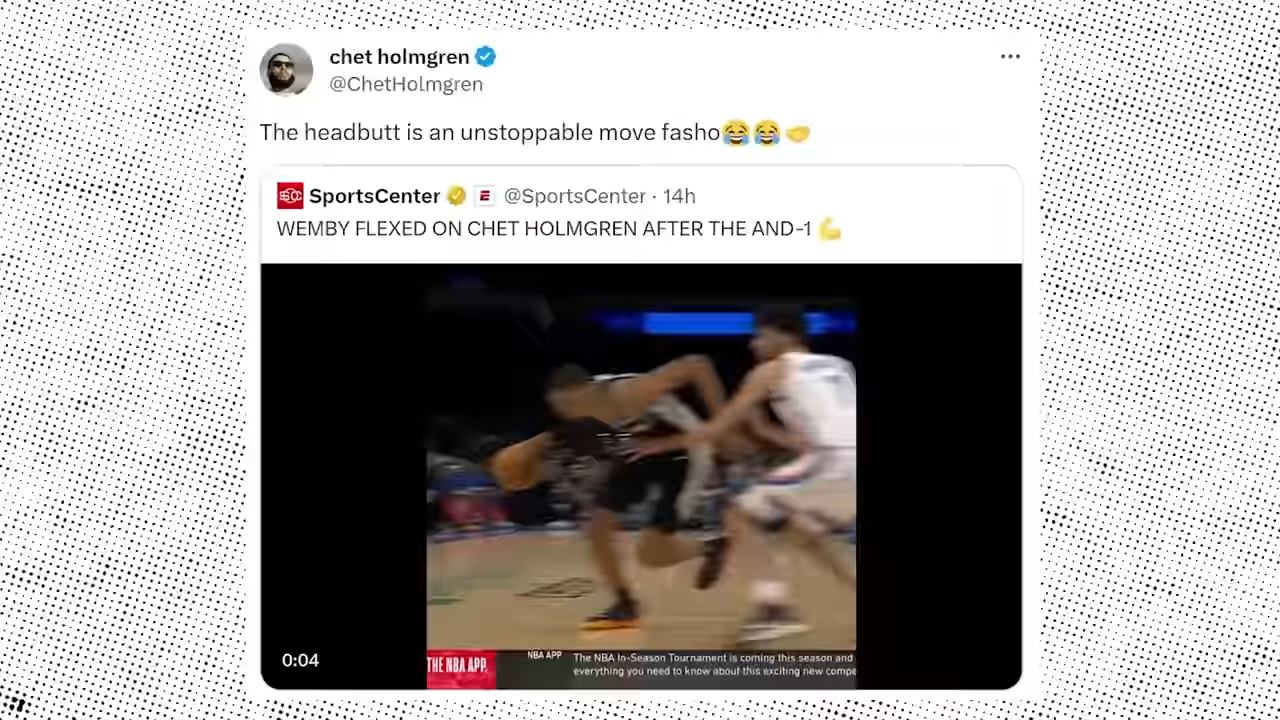 chet holmgren
@ChetHolmgren
The headbutt is an unstoppable move fasho😂😂🤝
SportsCenter @SportsCenter · 14h
WEMBY FLEXED ON CHET HOLMGREN AFTER THE AND-1 💪
0:04
THE NBA APP.
NBA APP
The NBA In-Season Tournament is coming this season and
everything you need to know about this exciting new compe